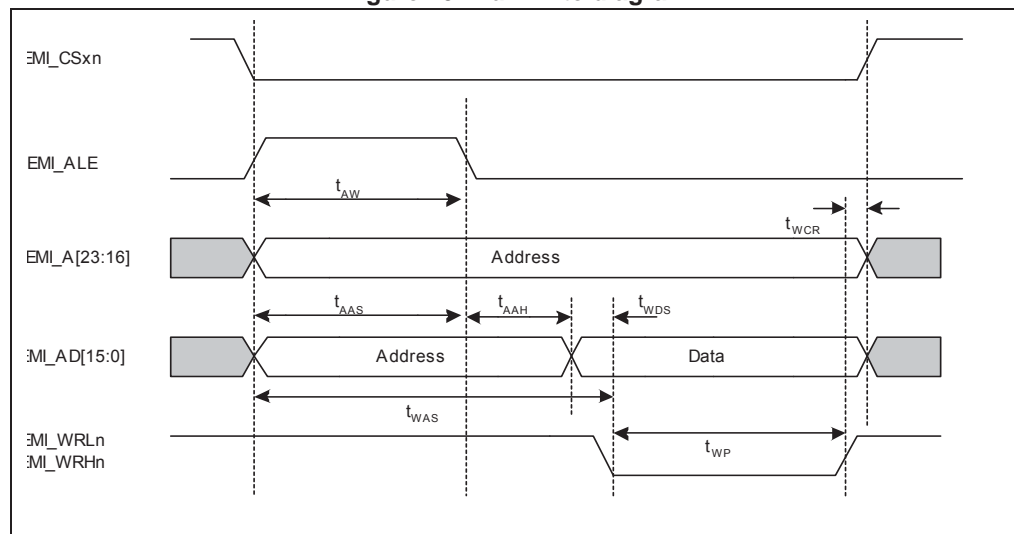 EMI_CSxn
EMI_ALE
t_AW
t_WCR
EMI_A[23:16]
Address
t_AAS
t_AAH
t_WDS
EMI_AD[15:0]
Address
Data
t_WAS
EMI_WRLn
EMI_WRHn
t_WP